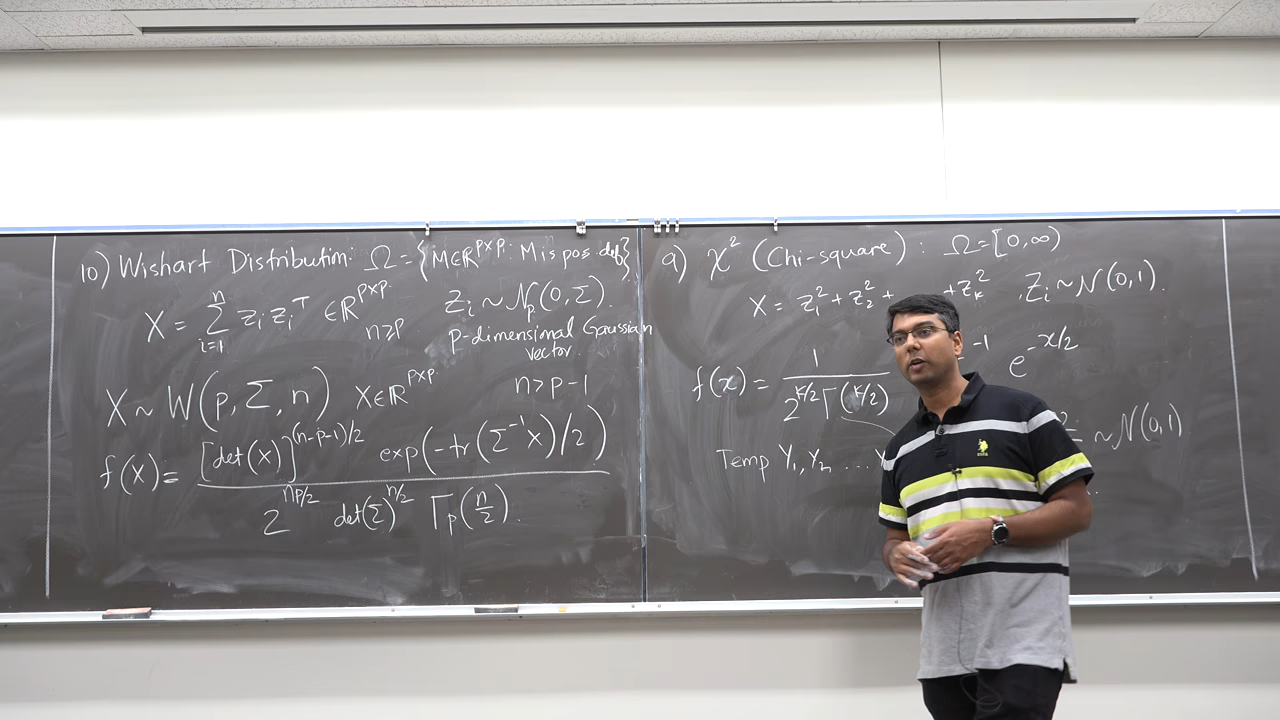 10) Wishart Distribution: Ω = {M∈ℝ^{p×p} : M is pos def}
X = Σ_{i=1}^{n} z_i z_i^T ∈ ℝ^{p×p} Z_i ~ N_p(0, Σ).
n≥p. p-dimensional Gaussian
vector.
X ~ W(p, Σ, n) X∈ℝ^{p×p} n > p-1
f(X) = [det(X)]^{(n-p-1)/2} exp(-tr(Σ^{-1}X)/2)
2^{np/2} det(Σ)^{n/2} Γ_p(n/2).
9) χ² (Chi-square) : Ω = [0, ∞)
X = Z_1² + Z_2² + + Z_k² , Z_i ~ N(0,1).
f(x) = 1 / 2^{k/2} Γ(k/2) -1 e^{-x/2}
Temp Y_1, Y_2, ... ~ N(0,1)